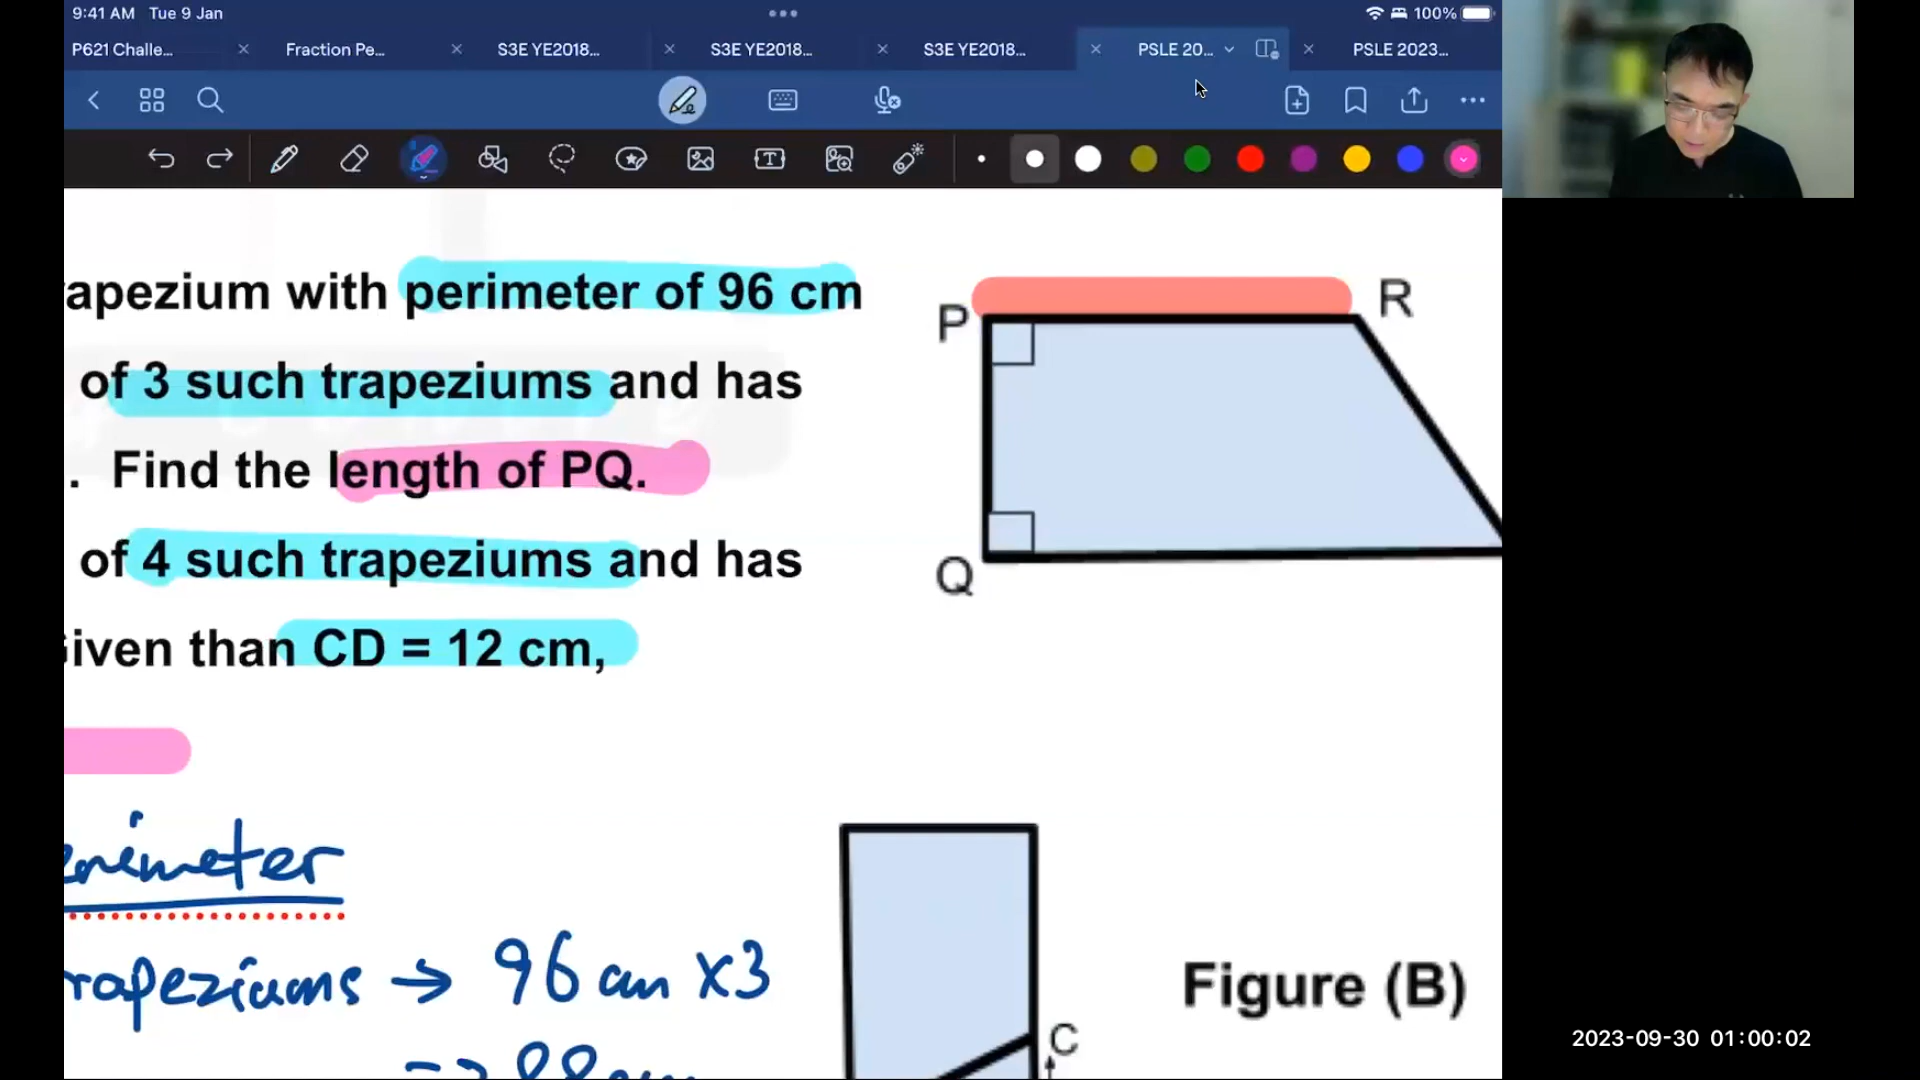 9:41 AM Tue 9 Jan
100%
P621 Challe...
Fraction Pe...
S3E YE2018...
S3E YE2018...
S3E YE2018...
PSLE 20...
PSLE 2023...
apezium with perimeter of 96 cm
of 3 such trapeziums and has
. Find the length of PQ.
of 4 such trapeziums and has
iven than CD = 12 cm,
P
R
Q
erimeter
rapeziums → 96 cm x3
Figure (B)
C
2023-09-30 01:00:02